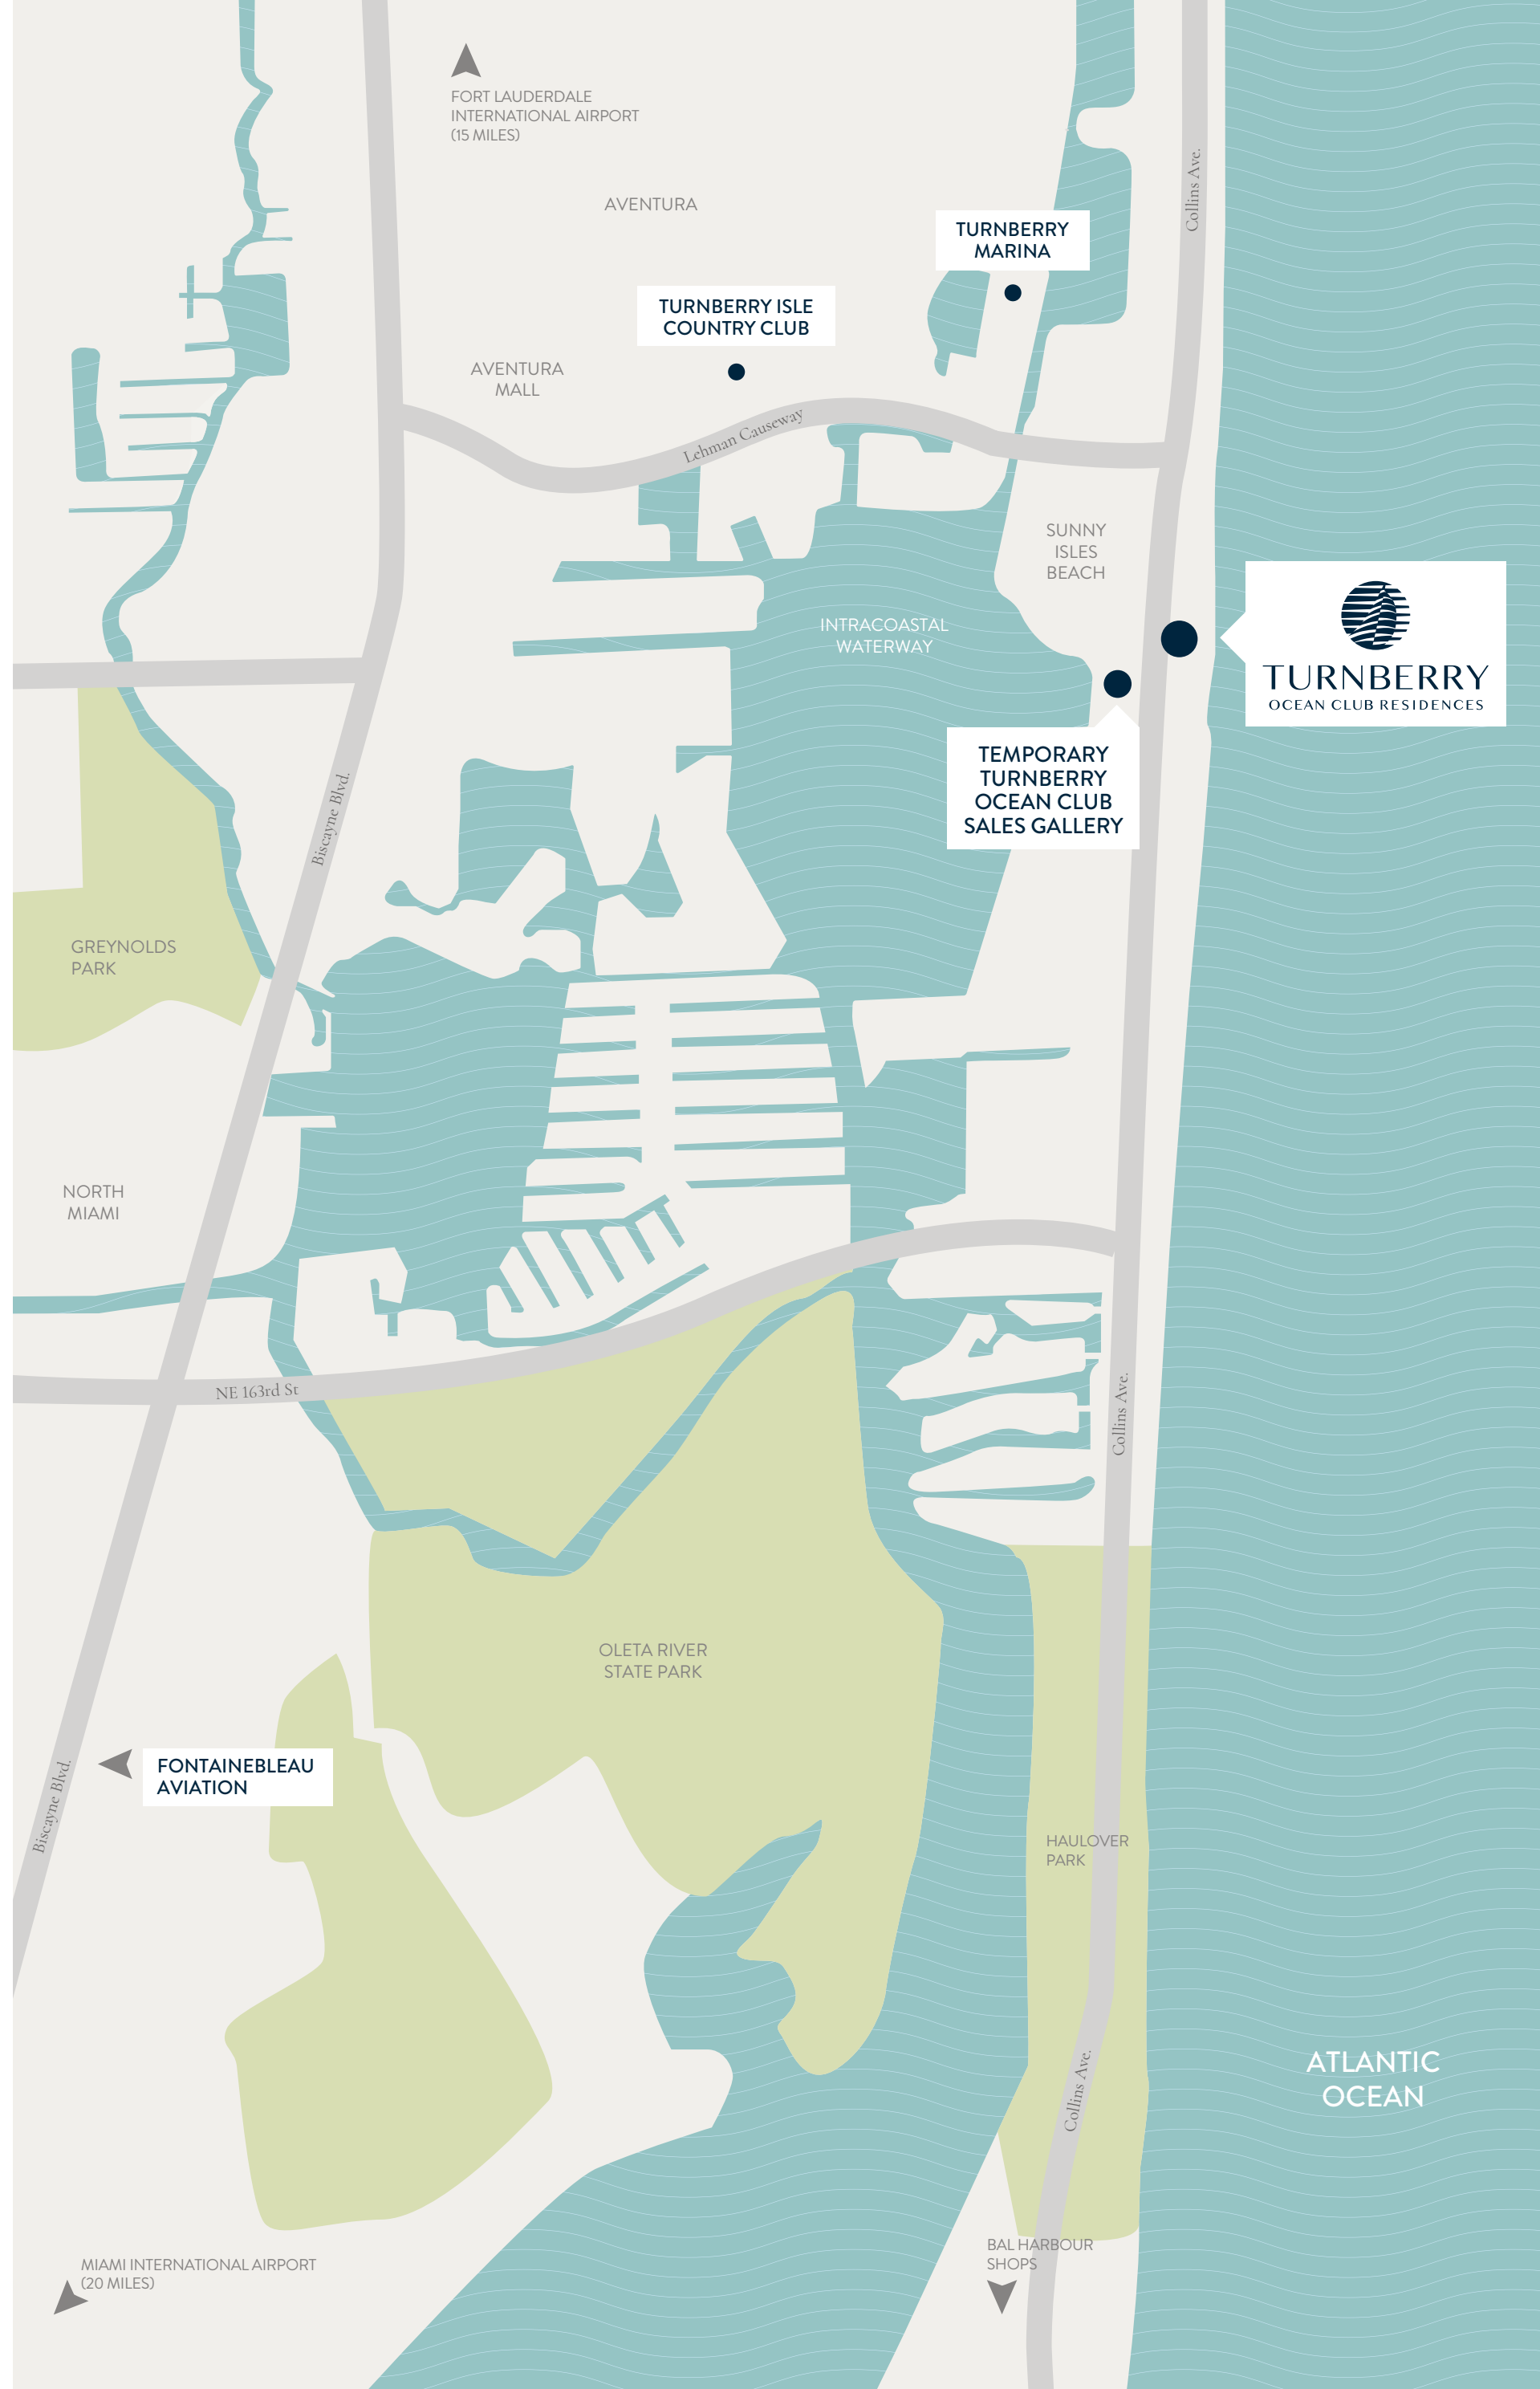 FORT LAUDERDALE
INTERNATIONAL AIRPORT
(15 MILES)
Collins Ave.
AVENTURA
TURNBERRY
MARINA
TURNBERRY ISLE
COUNTRY CLUB
AVENTURA
MALL
Lehman Causeway
SUNNY
ISLES
BEACH
INTRACOASTAL
WATERWAY
TURNBERRY
OCEAN CLUB RESIDENCES
TEMPORARY
TURNBERRY
OCEAN CLUB
SALES GALLERY
Biscayne Blvd.
GREYNOLDS
PARK
NORTH
MIAMI
NE 163rd St
Collins Ave.
OLETA RIVER
STATE PARK
FONTAINEBLEAU
AVIATION
Biscayne Blvd.
HAULOVER
PARK
ATLANTIC
OCEAN
Collins Ave.
BAL HARBOUR
SHOPS
MIAMI INTERNATIONAL AIRPORT
(20 MILES)